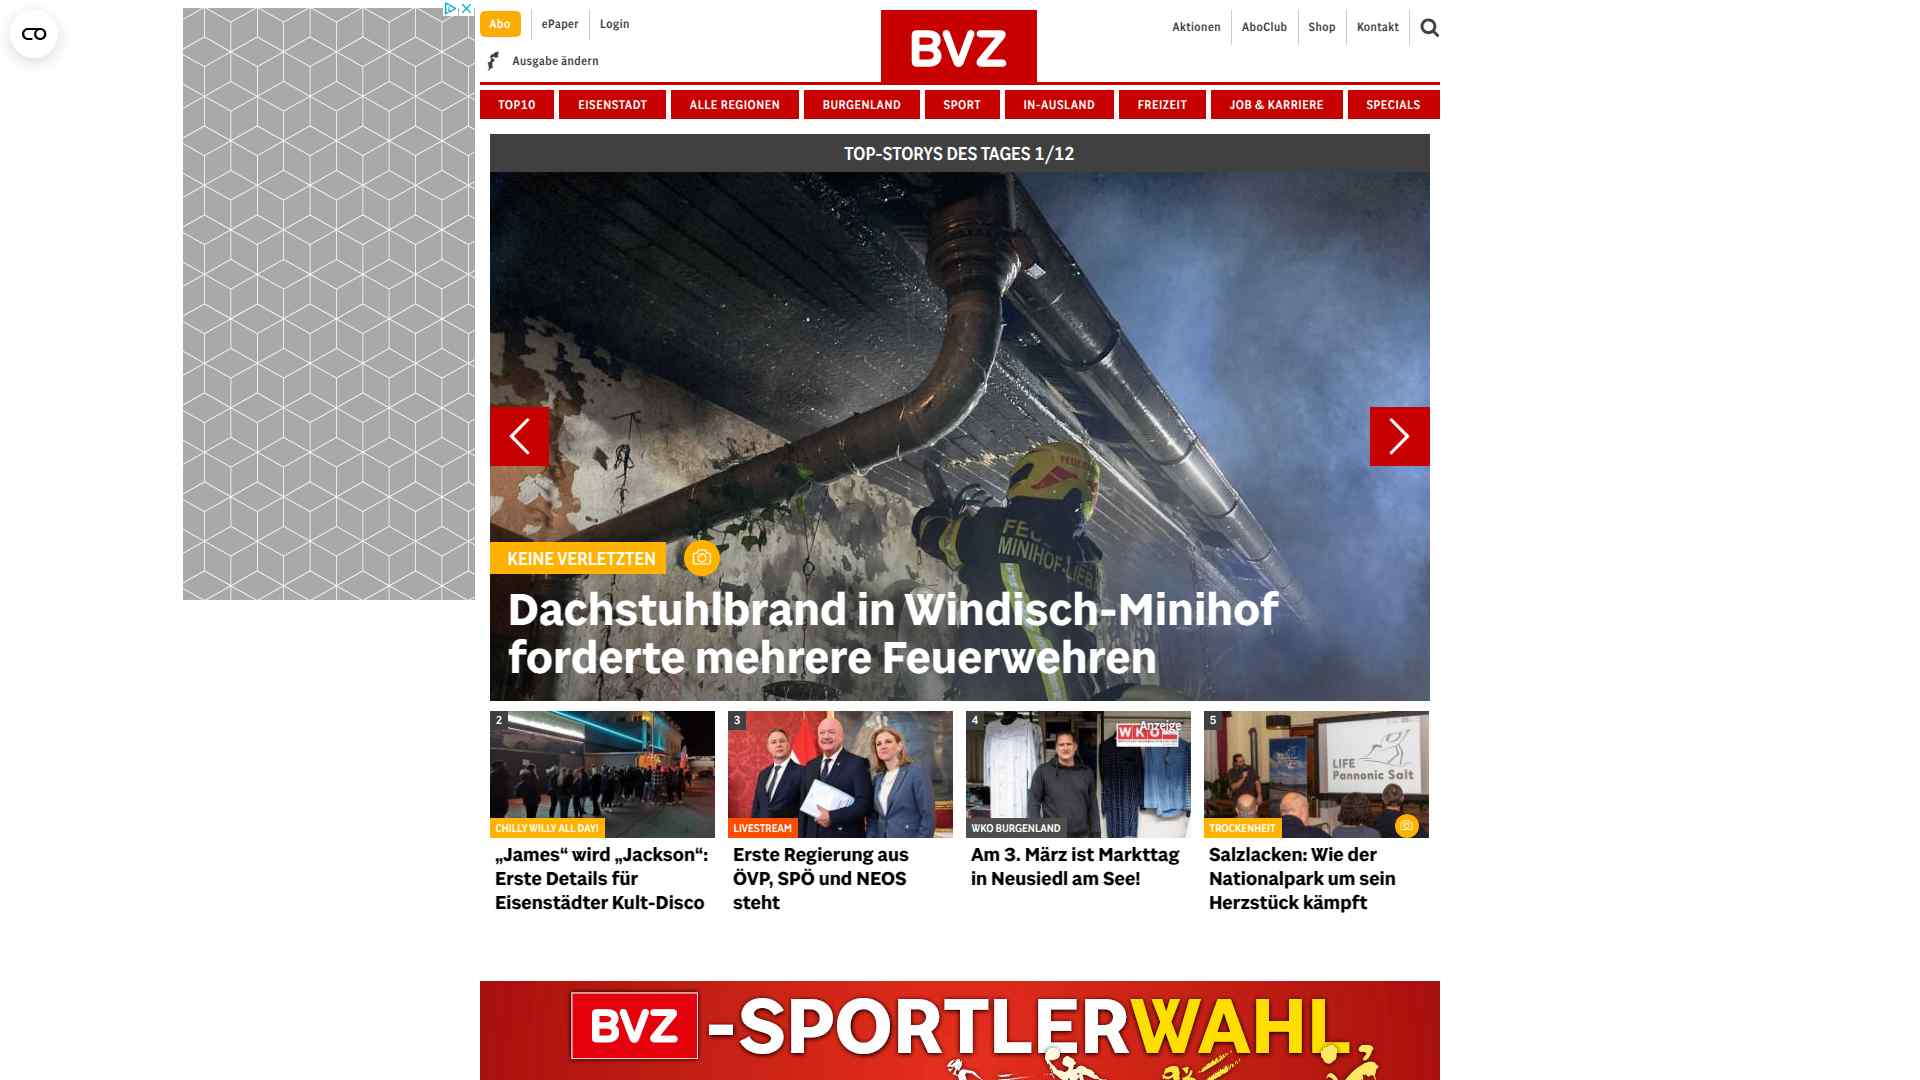 Abo
ePaper
Login
Ausgabe ändern
BVZ
Aktionen
AboClub
Shop
Kontakt
TOP10
EISENSTADT
ALLE REGIONEN
BURGENLAND
SPORT
IN-AUSLAND
FREIZEIT
JOB & KARRIERE
SPECIALS
TOP-STORYS DES TAGES 1/12
FEUER
MINIHOF-LIEB
KEINE VERLETZTEN
Dachstuhlbrand in Windisch-Minihof
forderte mehrere Feuerwehren
2
CHILLY WILLY ALL DAY!
„James“ wird „Jackson“:
Erste Details für
Eisenstädter Kult-Disco
3
LIVESTREAM
Erste Regierung aus
ÖVP, SPÖ und NEOS
steht
4
Anzeige
WKO
WKO BURGENLAND
Am 3. März ist Markttag
in Neusiedl am See!
5
LIFE
Pannonic Salt
TROCKENHEIT
Salzlacken: Wie der
Nationalpark um sein
Herzstück kämpft
BVZ -SPORTLERWAHL